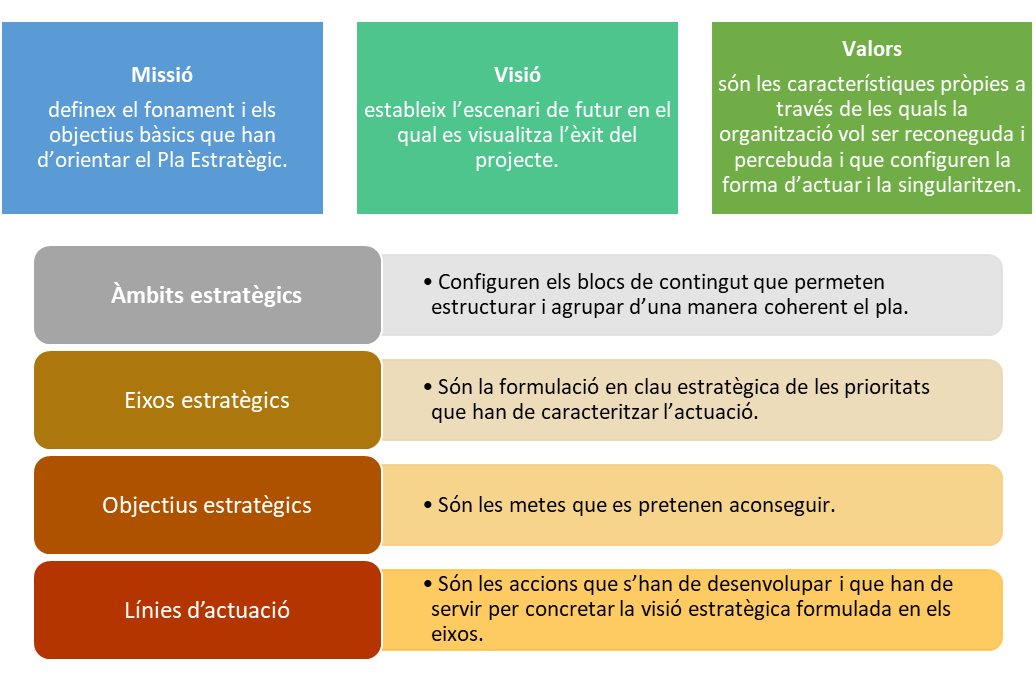 Missió
definex el fonament i els
objectius bàsics que han
d’orientar el Pla Estratègic.
Visió
estableix l’escenari de futur en el
qual es visualitza l’èxit del
projecte.
Valors
són les característiques pròpies a
través de les quals la
organització vol ser reconeguda i
percebuda i que configuren la
forma d’actuar i la singularitzen.
Àmbits estratègics
• Configuren els blocs de contingut que permeten
estructurar i agrupar d’una manera coherent el pla.
Eixos estratègics
• Són la formulació en clau estratègica de les prioritats
que han de caracteritzar l’actuació.
Objectius estratègics
• Són les metes que es pretenen aconseguir.
Línies d’actuació
• Són les accions que s’han de desenvolupar i que han de
servir per concretar la visió estratègica formulada en els
eixos.